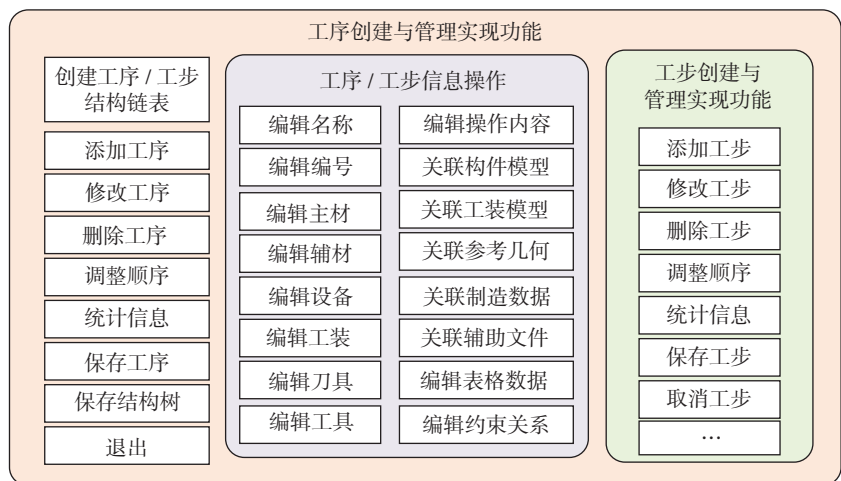 工序创建与管理实现功能
创建工序 / 工步
结构链表
添加工序
修改工序
删除工序
调整顺序
统计信息
保存工序
保存结构树
退出
工序 / 工步信息操作
编辑名称
编辑操作内容
编辑编号
关联构件模型
编辑主材
关联工装模型
编辑辅材
关联参考几何
编辑设备
关联制造数据
编辑工装
关联辅助文件
编辑刀具
编辑表格数据
编辑工具
编辑约束关系
工步创建与
管理实现功能
添加工步
修改工步
删除工步
调整顺序
统计信息
保存工步
取消工步
…